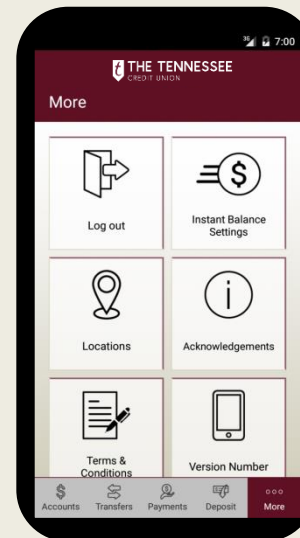 36 7:00
THE TENNESSEE
CREDIT UNION
More
Log out
Instant Balance
Settings
Locations
Acknowledgements
Terms &
Conditions
Version Number
Accounts Transfers Payments Deposit More